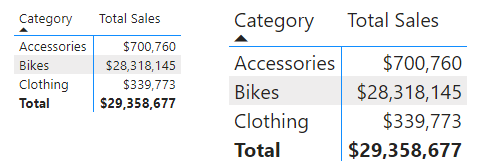 Category Total Sales
Accessories $700,760
Bikes $28,318,145
Clothing $339,773
Total $29,358,677
Category Total Sales
Accessories $700,760
Bikes $28,318,145
Clothing $339,773
Total $29,358,677